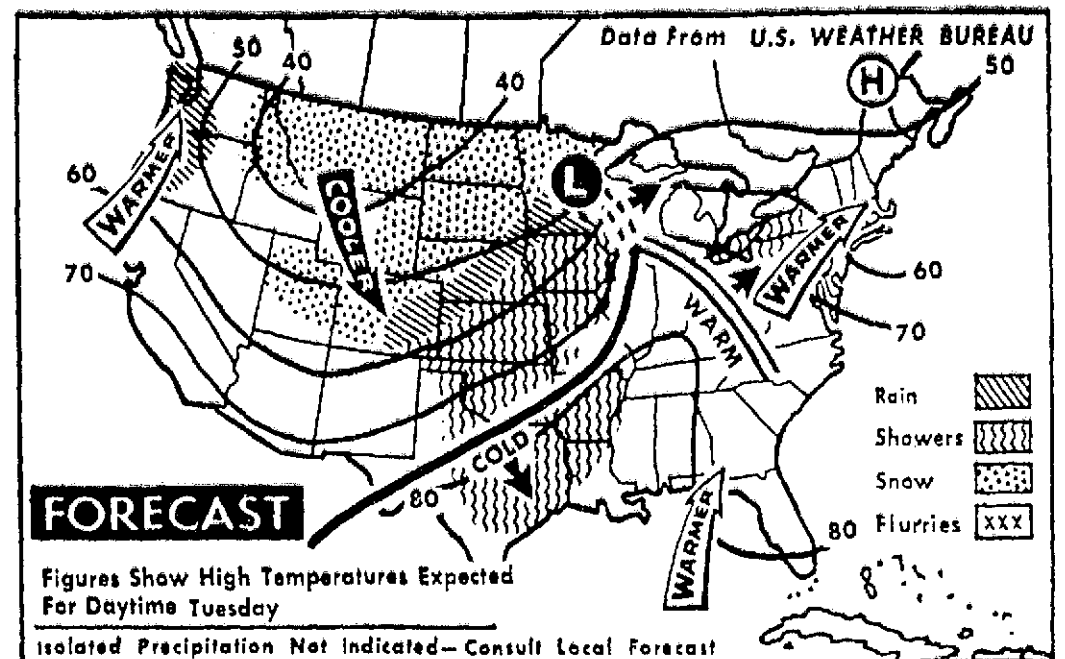 Data From U.S. WEATHER BUREAU
50
40
40
H
50
60
WARMER
COOLER
L
70
WARMER
60
70
WARM
COLD
80
WARMER
80
Rain
Showers
Snow
Flurries xxx
FORECAST
Figures Show High Temperatures Expected
For Daytime Tuesday
Isolated Precipitation Not Indicated—Consult Local Forecast